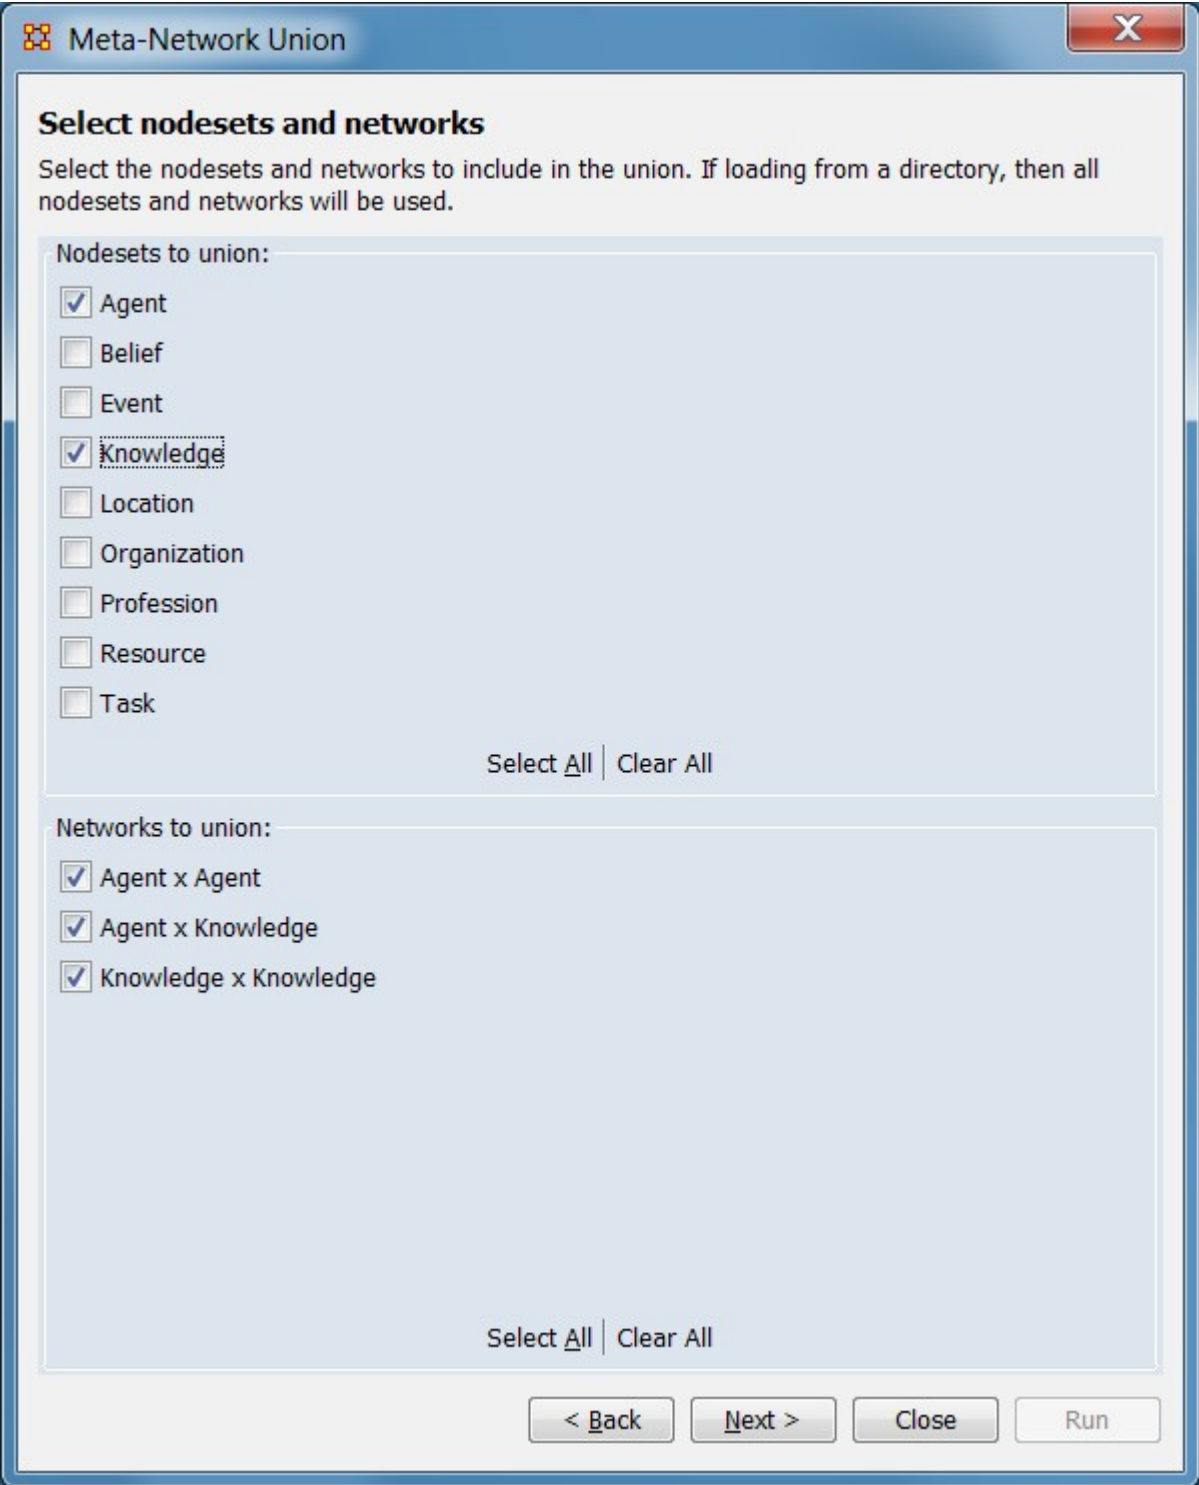 Meta-Network Union
X
Select nodesets and networks
Select the nodesets and networks to include in the union. If loading from a directory, then all
nodesets and networks will be used.
Nodesets to union:
Agent
Belief
Event
Knowledge
Location
Organization
Profession
Resource
Task
Select All | Clear All
Networks to union:
Agent x Agent
Agent x Knowledge
Knowledge x Knowledge
Select All | Clear All
< Back Next > Close Run